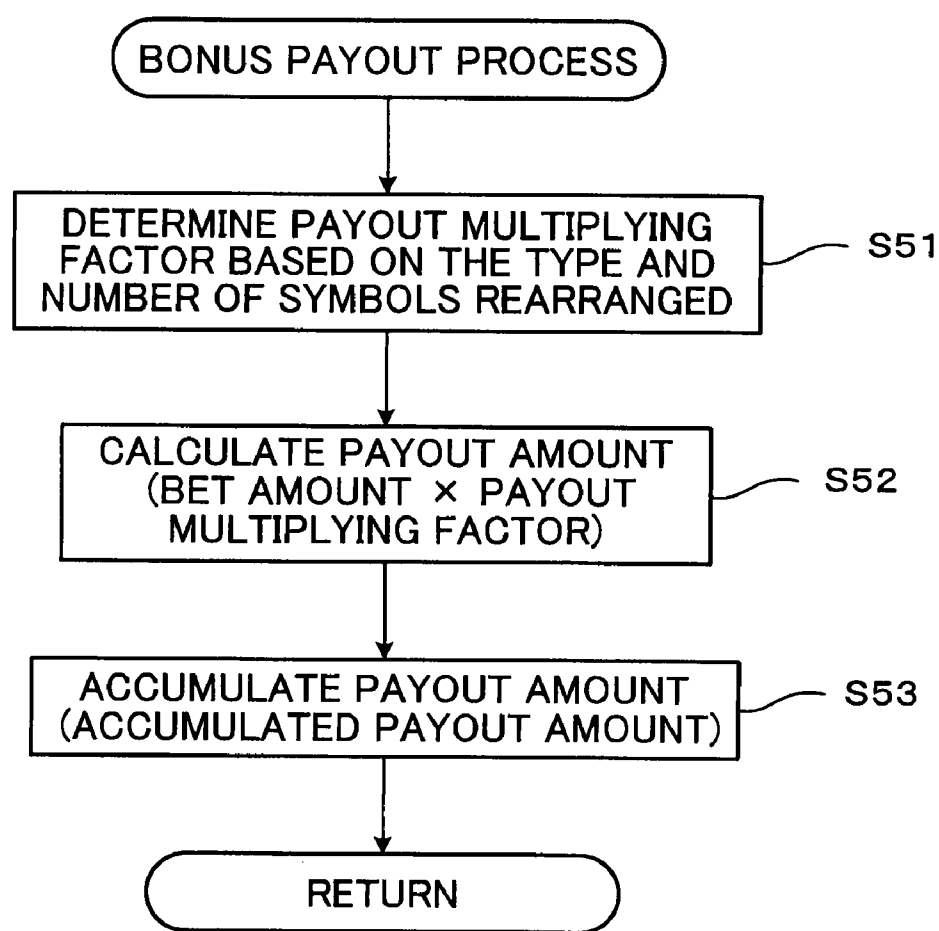 BONUS PAYOUT PROCESS
DETERMINE PAYOUT MULTIPLYING
FACTOR BASED ON THE TYPE AND
NUMBER OF SYMBOLS REARRANGED
S51
CALCULATE PAYOUT AMOUNT
(BET AMOUNT × PAYOUT
MULTIPLYING FACTOR)
S52
ACCUMULATE PAYOUT AMOUNT
(ACCUMULATED PAYOUT AMOUNT)
S53
RETURN